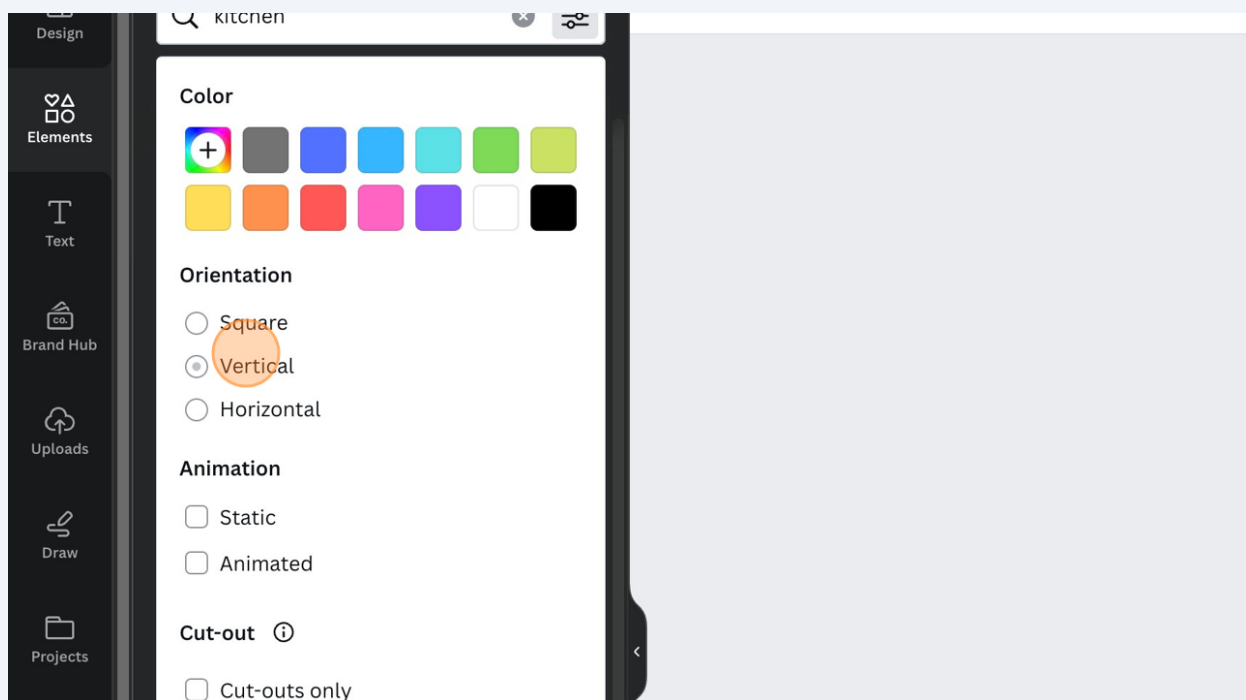 Design
Elements
Text
CO.
Brand Hub
Uploads
Draw
Projects
kitchen
Color
Orientation
Square
Vertical
Horizontal
Animation
Static
Animated
Cut-out
Cut-outs only